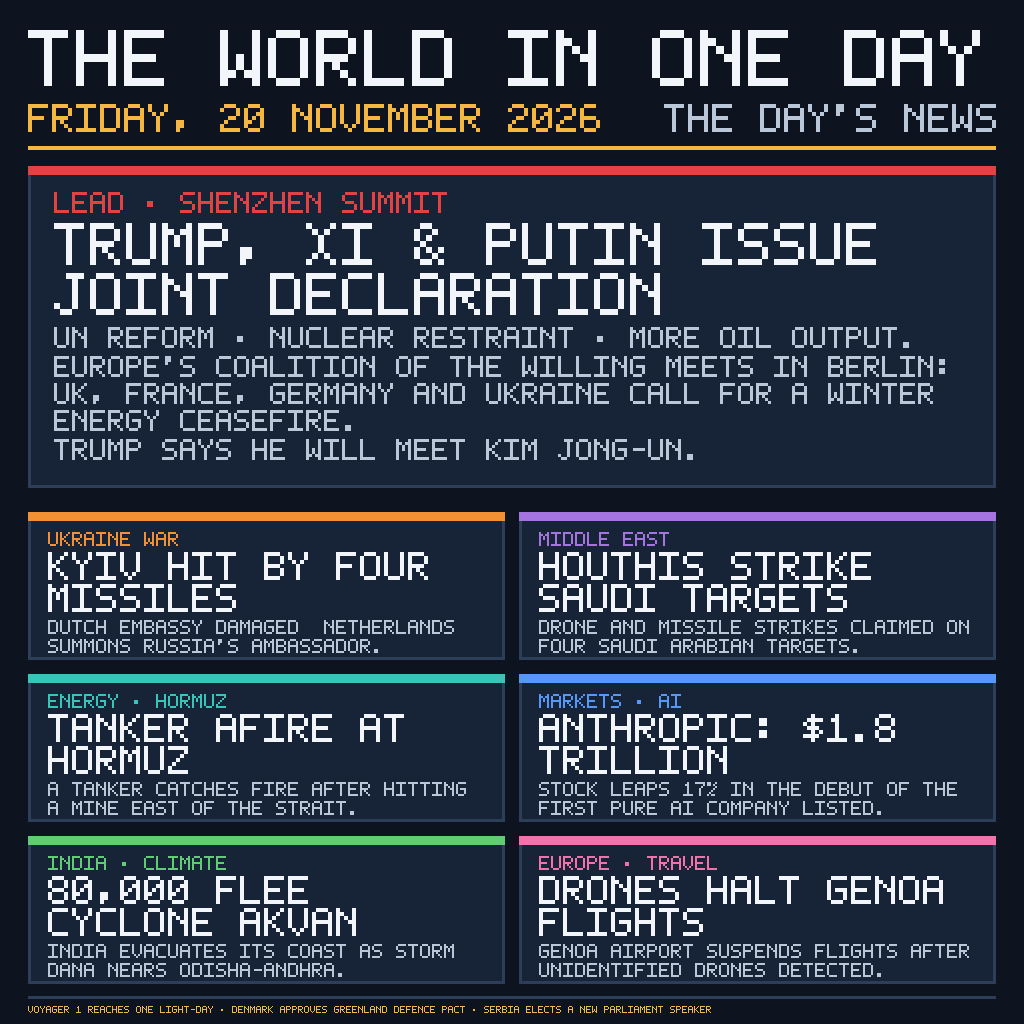 THE WORLD IN ONE DAY
FRIDAY, 20 NOVEMBER 2026 THE DAY'S NEWS
LEAD · SHENZHEN SUMMIT
TRUMP, XI & PUTIN ISSUE
JOINT DECLARATION
UN REFORM · NUCLEAR RESTRAINT · MORE OIL OUTPUT.
EUROPE'S COALITION OF THE WILLING MEETS IN BERLIN:
UK, FRANCE, GERMANY AND UKRAINE CALL FOR A WINTER
ENERGY CEASEFIRE.
TRUMP SAYS HE WILL MEET KIM JONG-UN.
UKRAINE WAR
KYIV HIT BY FOUR
MISSILES
DUTCH EMBASSY DAMAGED  NETHERLANDS
SUMMONS RUSSIA'S AMBASSADOR.
MIDDLE EAST
HOUTHIS STRIKE
SAUDI TARGETS
DRONE AND MISSILE STRIKES CLAIMED ON
FOUR SAUDI ARABIAN TARGETS.
ENERGY · HORMUZ
TANKER AFIRE AT
HORMUZ
A TANKER CATCHES FIRE AFTER HITTING
A MINE EAST OF THE STRAIT.
MARKETS · AI
ANTHROPIC: $1.8
TRILLION
STOCK LEAPS 17% IN THE DEBUT OF THE
FIRST PURE AI COMPANY LISTED.
INDIA · CLIMATE
80,000 FLEE
CYCLONE AKVAN
INDIA EVACUATES ITS COAST AS STORM
DANA NEARS ODISHA-ANDHRA.
EUROPE · TRAVEL
DRONES HALT GENOA
FLIGHTS
GENOA AIRPORT SUSPENDS FLIGHTS AFTER
UNIDENTIFIED DRONES DETECTED.
VOYAGER 1 REACHES ONE LIGHT-DAY · DENMARK APPROVES GREENLAND DEFENCE PACT · SERBIA ELECTS A NEW PARLIAMENT SPEAKER